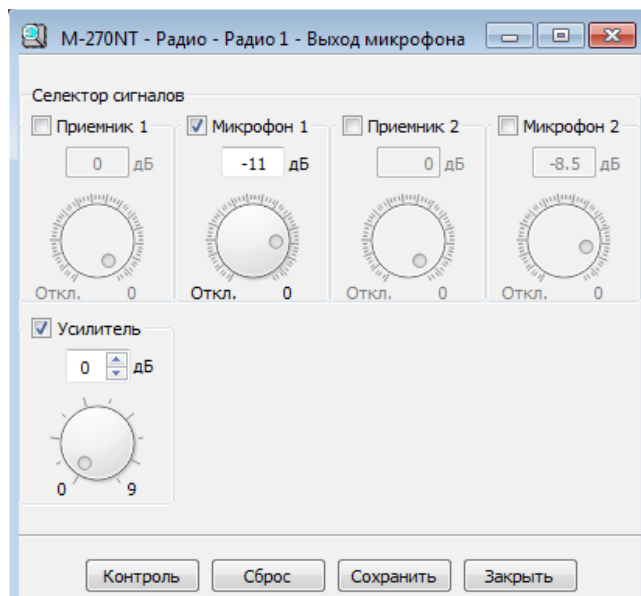 M-270NT - Радио - Радио 1 - Выход микрофона
Селектор сигналов
Приемник 1 Микрофон 1 Приемник 2 Микрофон 2
0 дБ -11 дБ 0 дБ -8.5 дБ
Откл. 0 Откл. 0 Откл. 0 Откл. 0
Усилитель
0 дБ
0 9
Контроль Сброс Сохранить Закрыть